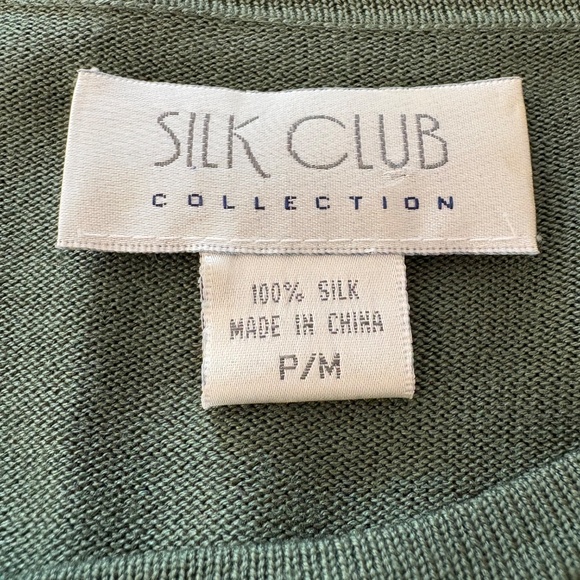 SILK CLUB
COLLECTION
100% SILK
MADE IN CHINA
P/M